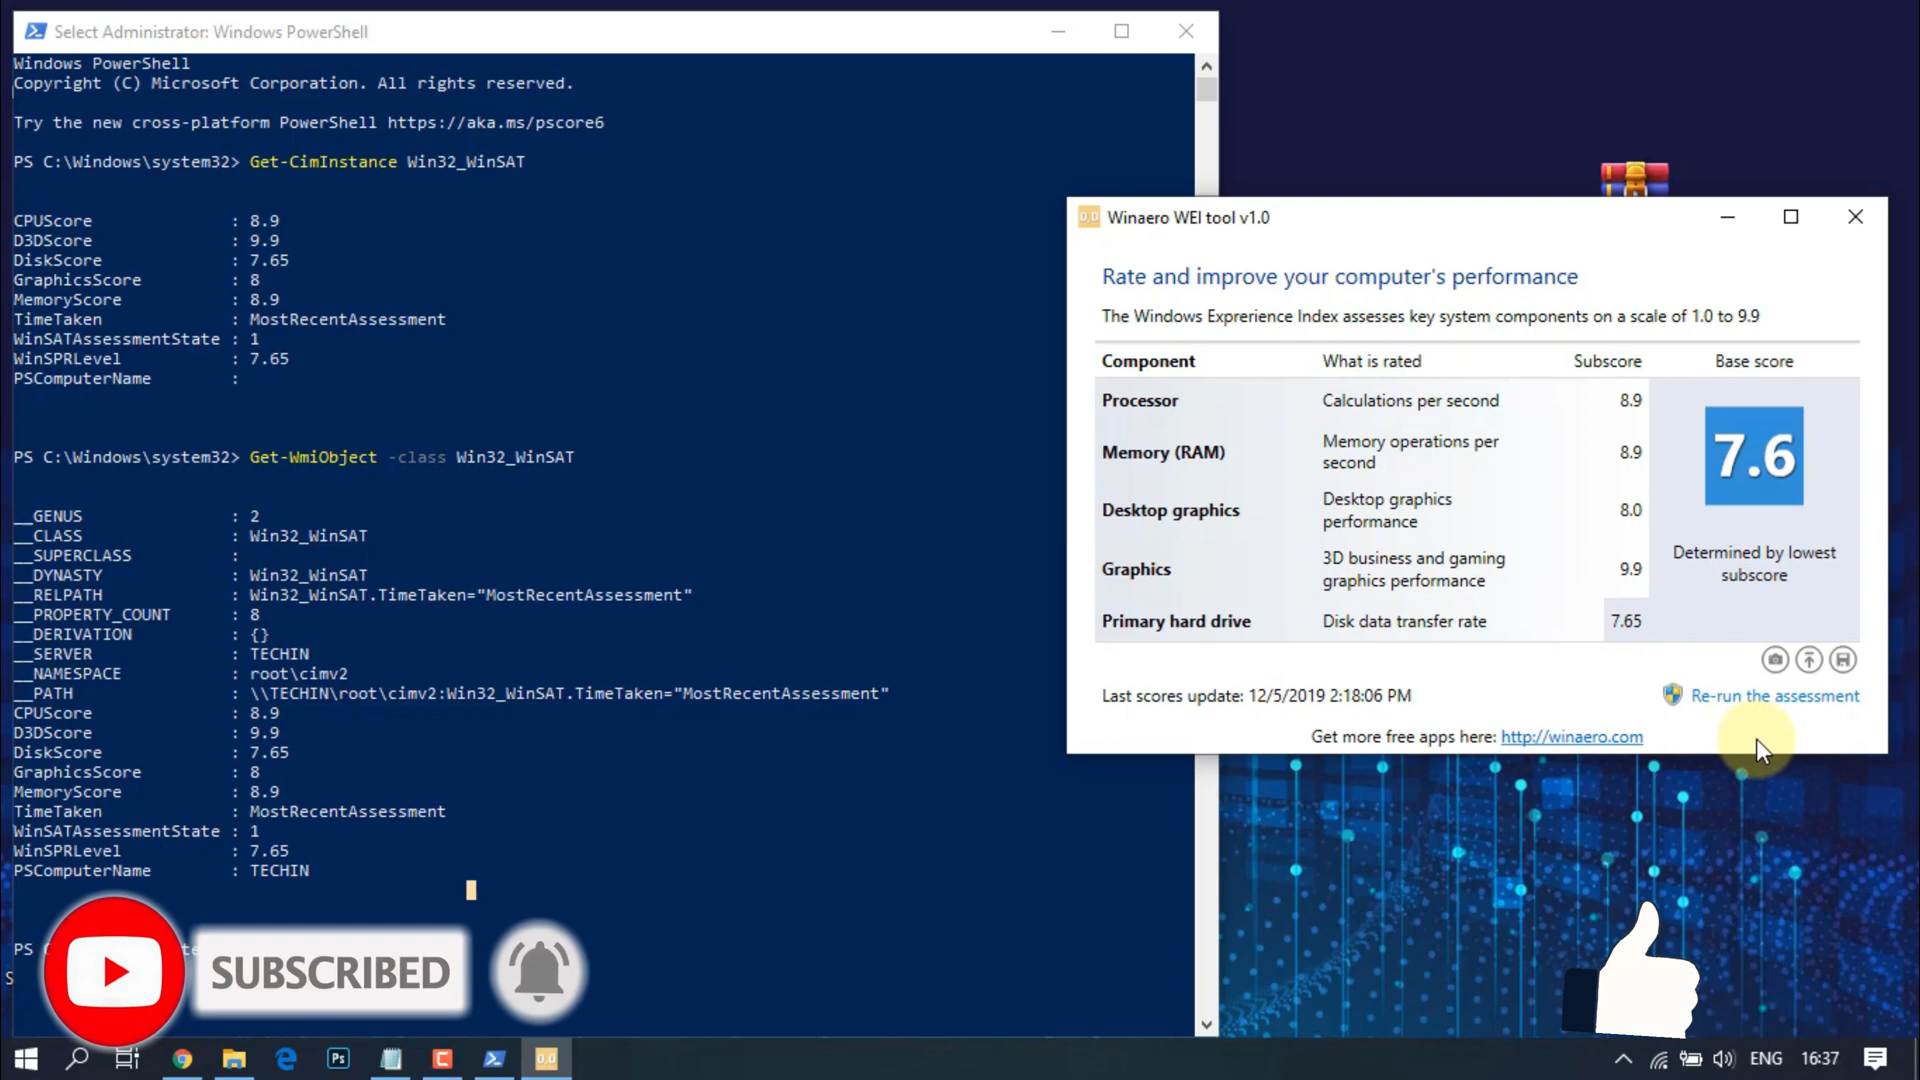 Select Administrator: Windows PowerShell
Windows PowerShell
Copyright (C) Microsoft Corporation. All rights reserved.
Try the new cross-platform PowerShell https://aka.ms/pscore6
PS C:\Windows\system32> Get-CimInstance Win32_WinSAT
CPUScore : 8.9
D3DScore : 9.9
DiskScore : 7.65
GraphicsScore : 8
MemoryScore : 8.9
TimeTaken : MostRecentAssessment
WinSATAssessmentState : 1
WinSPRLevel : 7.65
PSComputerName :
PS C:\Windows\system32> Get-WmiObject -class Win32_WinSAT
__GENUS : 2
__CLASS : Win32_WinSAT
__SUPERCLASS :
__DYNASTY : Win32_WinSAT
__RELPATH : Win32_WinSAT.TimeTaken="MostRecentAssessment"
__PROPERTY_COUNT : 8
__DERIVATION : {}
__SERVER : TECHIN
__NAMESPACE : root\cimv2
__PATH : \\TECHIN\root\cimv2:Win32_WinSAT.TimeTaken="MostRecentAssessment"
CPUScore : 8.9
D3DScore : 9.9
DiskScore : 7.65
GraphicsScore : 8
MemoryScore : 8.9
TimeTaken : MostRecentAssessment
WinSATAssessmentState : 1
WinSPRLevel : 7.65
PSComputerName : TECHIN
PS
SUBSCRIBED
0,0 Winaero WEI tool v1.0
Rate and improve your computer's performance
The Windows Exprerience Index assesses key system components on a scale of 1.0 to 9.9
Component What is rated Subscore Base score
Processor Calculations per second 8.9
Memory (RAM) Memory operations per second 8.9
Desktop graphics Desktop graphics performance 8.0
Graphics 3D business and gaming graphics performance 9.9
Primary hard drive Disk data transfer rate 7.65
7.6
Determined by lowest
subscore
Last scores update: 12/5/2019 2:18:06 PM
Re-run the assessment
Get more free apps here: http://winaero.com
Ps
0,0
ENG
16:37